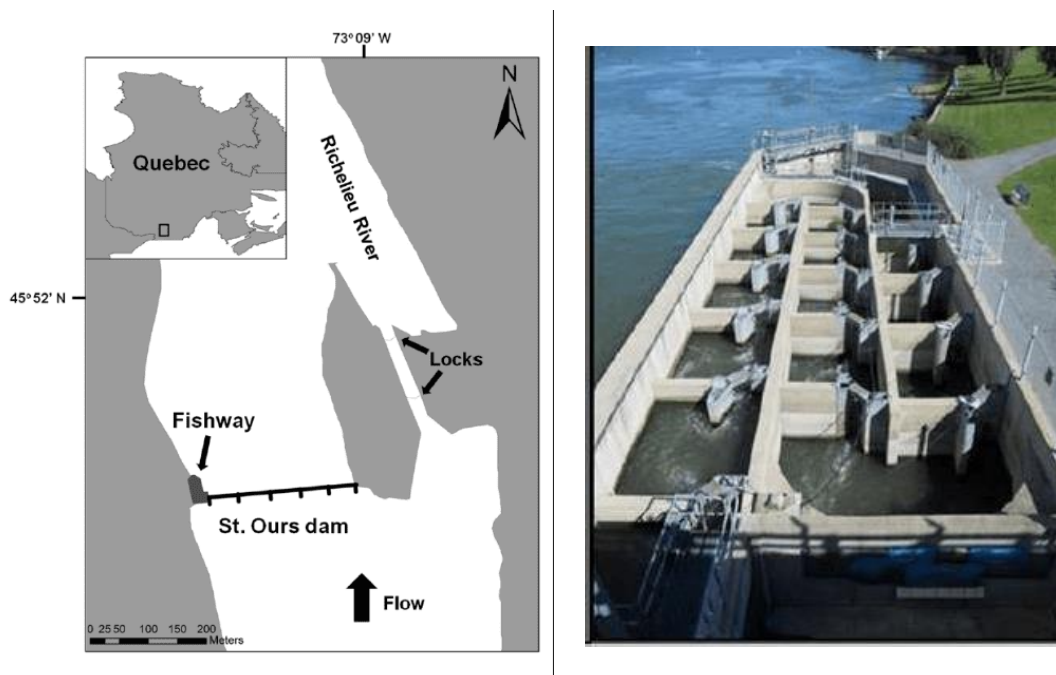 73° 09' W
N
Quebec
Richelieu River
45° 52' N
Locks
Fishway
St. Ours dam
Flow
0 25 50 100 150 200
Meters